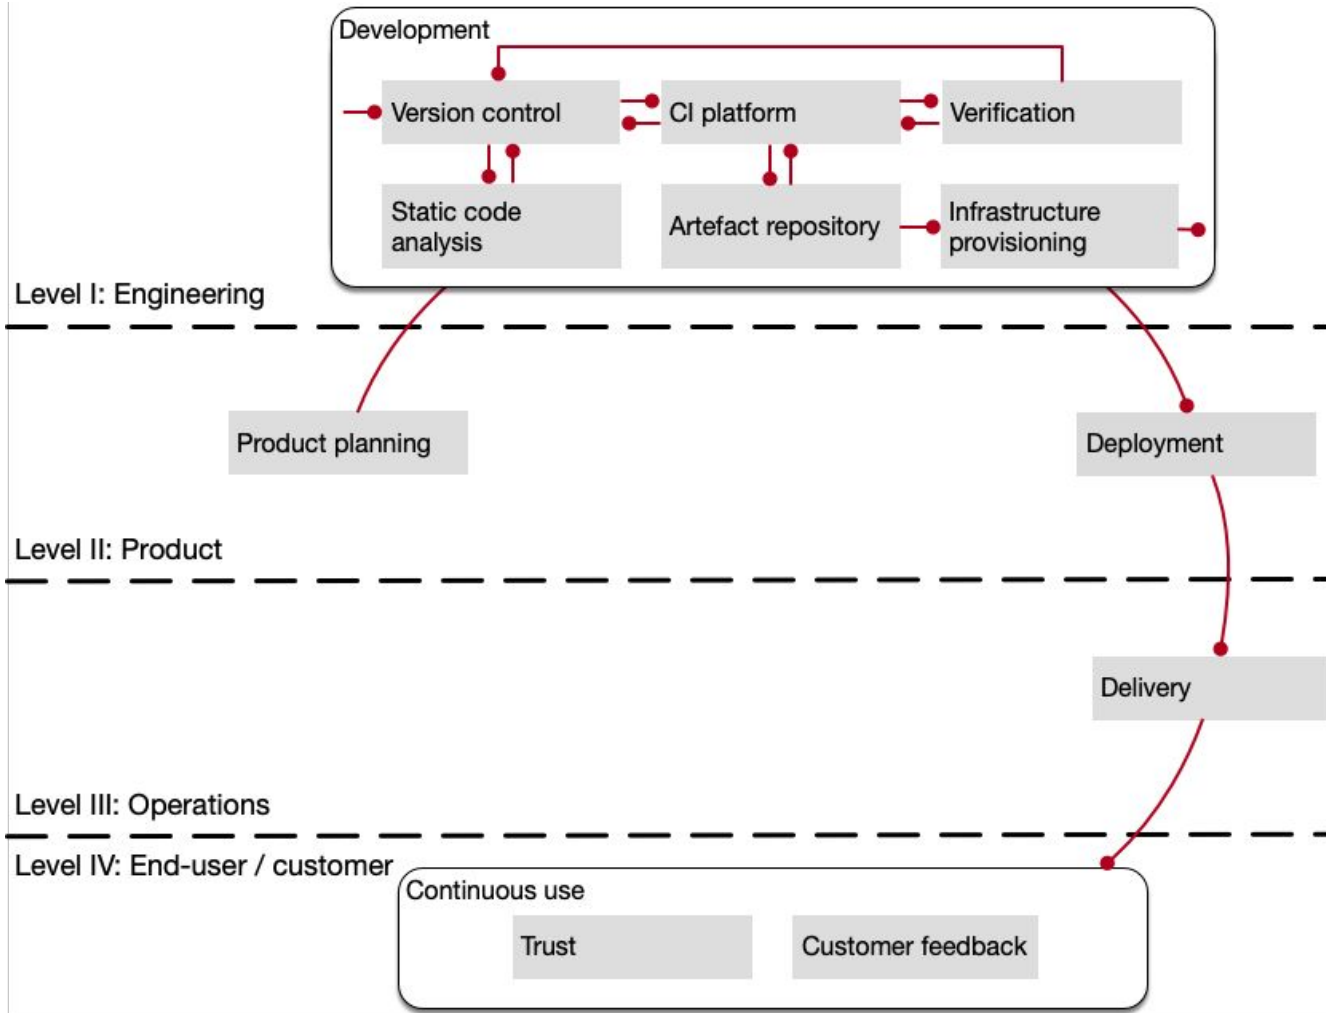 Development
Version control
CI platform
Verification
Static code
analysis
Artefact repository
Infrastructure
provisioning
Level I: Engineering
Product planning
Deployment
Level II: Product
Delivery
Level III: Operations
Level IV: End-user / customer
Continuous use
Trust
Customer feedback